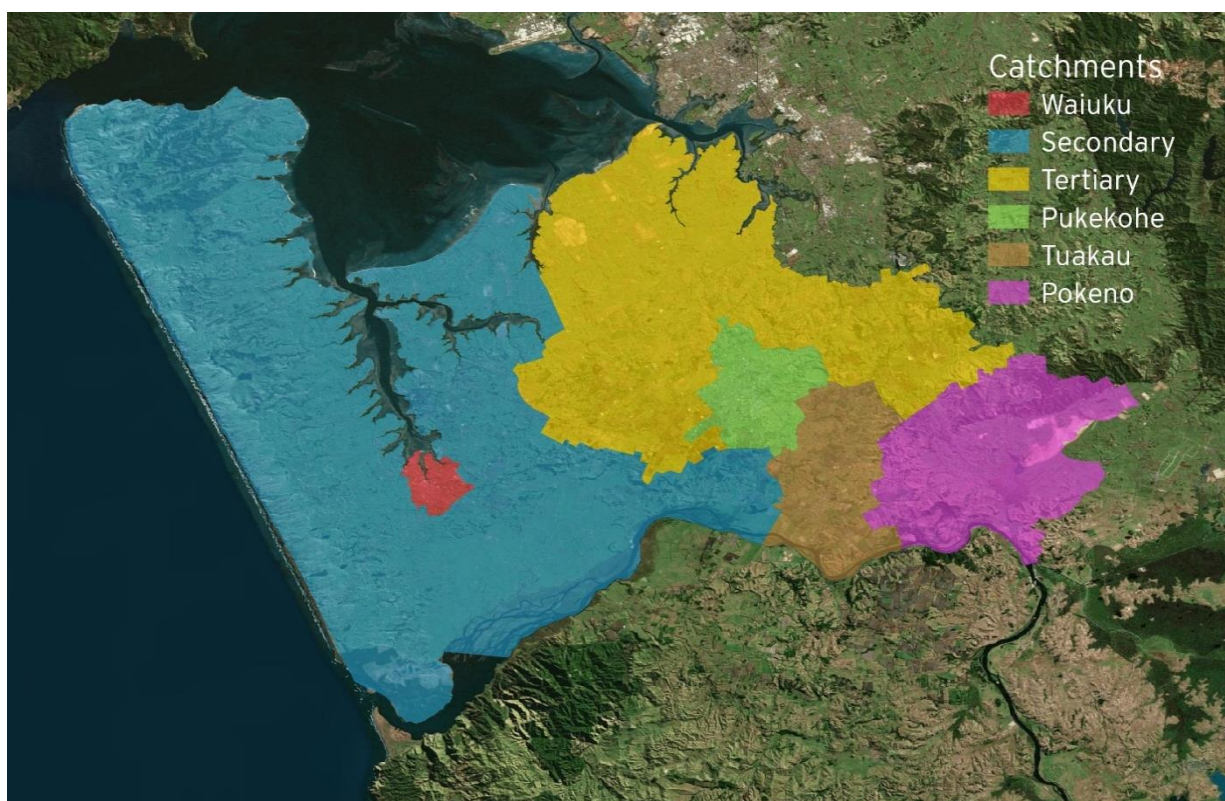 Catchments
Waiuku
Secondary
Tertiary
Pukekohe
Tuakau
Pokeno